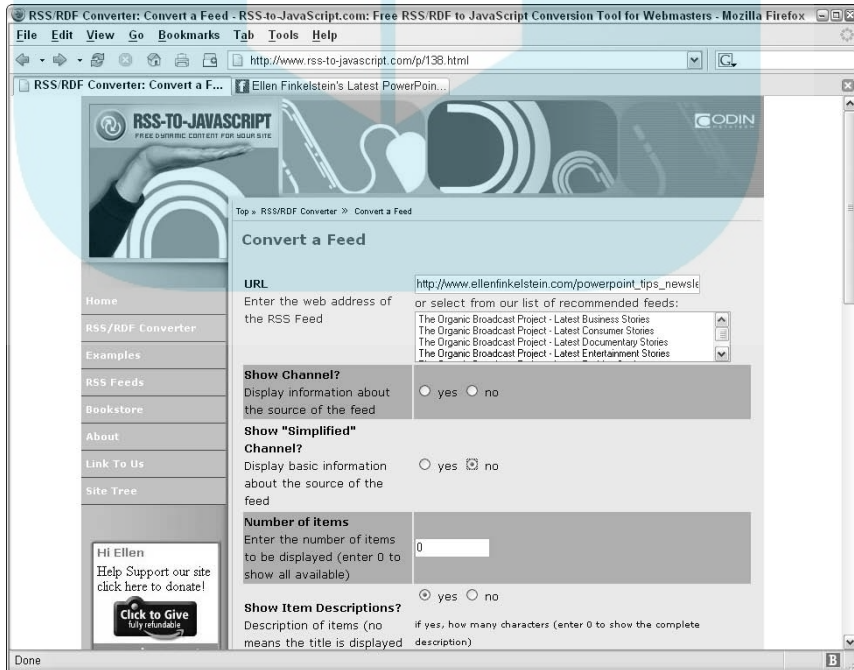 RSS/RDF Converter: Convert a Feed - RSS-to-JavaScript.com: Free RSS/RDF to JavaScript Conversion Tool for Webmasters - Mozilla Firefox
File Edit View Go Bookmarks Tab Tools Help
http://www.rss-to-javascript.com/p/138.html
G
RSS/RDF Converter: Convert a F...
Ellen Finkelstein's Latest PowerPoin...
RSS-TO-JAVASCRIPT
FREE DYNAMIC CONTENT FOR YOUR SITE
ODIN
Top » RSS/RDF Converter » Convert a Feed
Convert a Feed
Home
RSS/RDF Converter
Examples
RSS Feeds
Bookstore
About
Link To Us
Site Tree
Hi Ellen
Help Support our site
click here to donate!
Click to Give
fully refundable
URL
Enter the web address of
the RSS Feed
http://www.ellenfinkelstein.com/powerpoint_tips_newsle
or select from our list of recommended feeds:
The Organic Broadcast Project - Latest Business Stories
The Organic Broadcast Project - Latest Consumer Stories
The Organic Broadcast Project - Latest Documentary Stories
The Organic Broadcast Project - Latest Entertainment Stories
Show Channel?
Display information about
the source of the feed
yes no
Show "Simplified"
Channel?
Display basic information
about the source of the
feed
yes no
Number of items
Enter the number of items
to be displayed (enter 0 to
show all available)
0
Show Item Descriptions?
Description of items (no
means the title is displayed
yes no
if yes, how many characters (enter 0 to show the complete
description)
Done
B